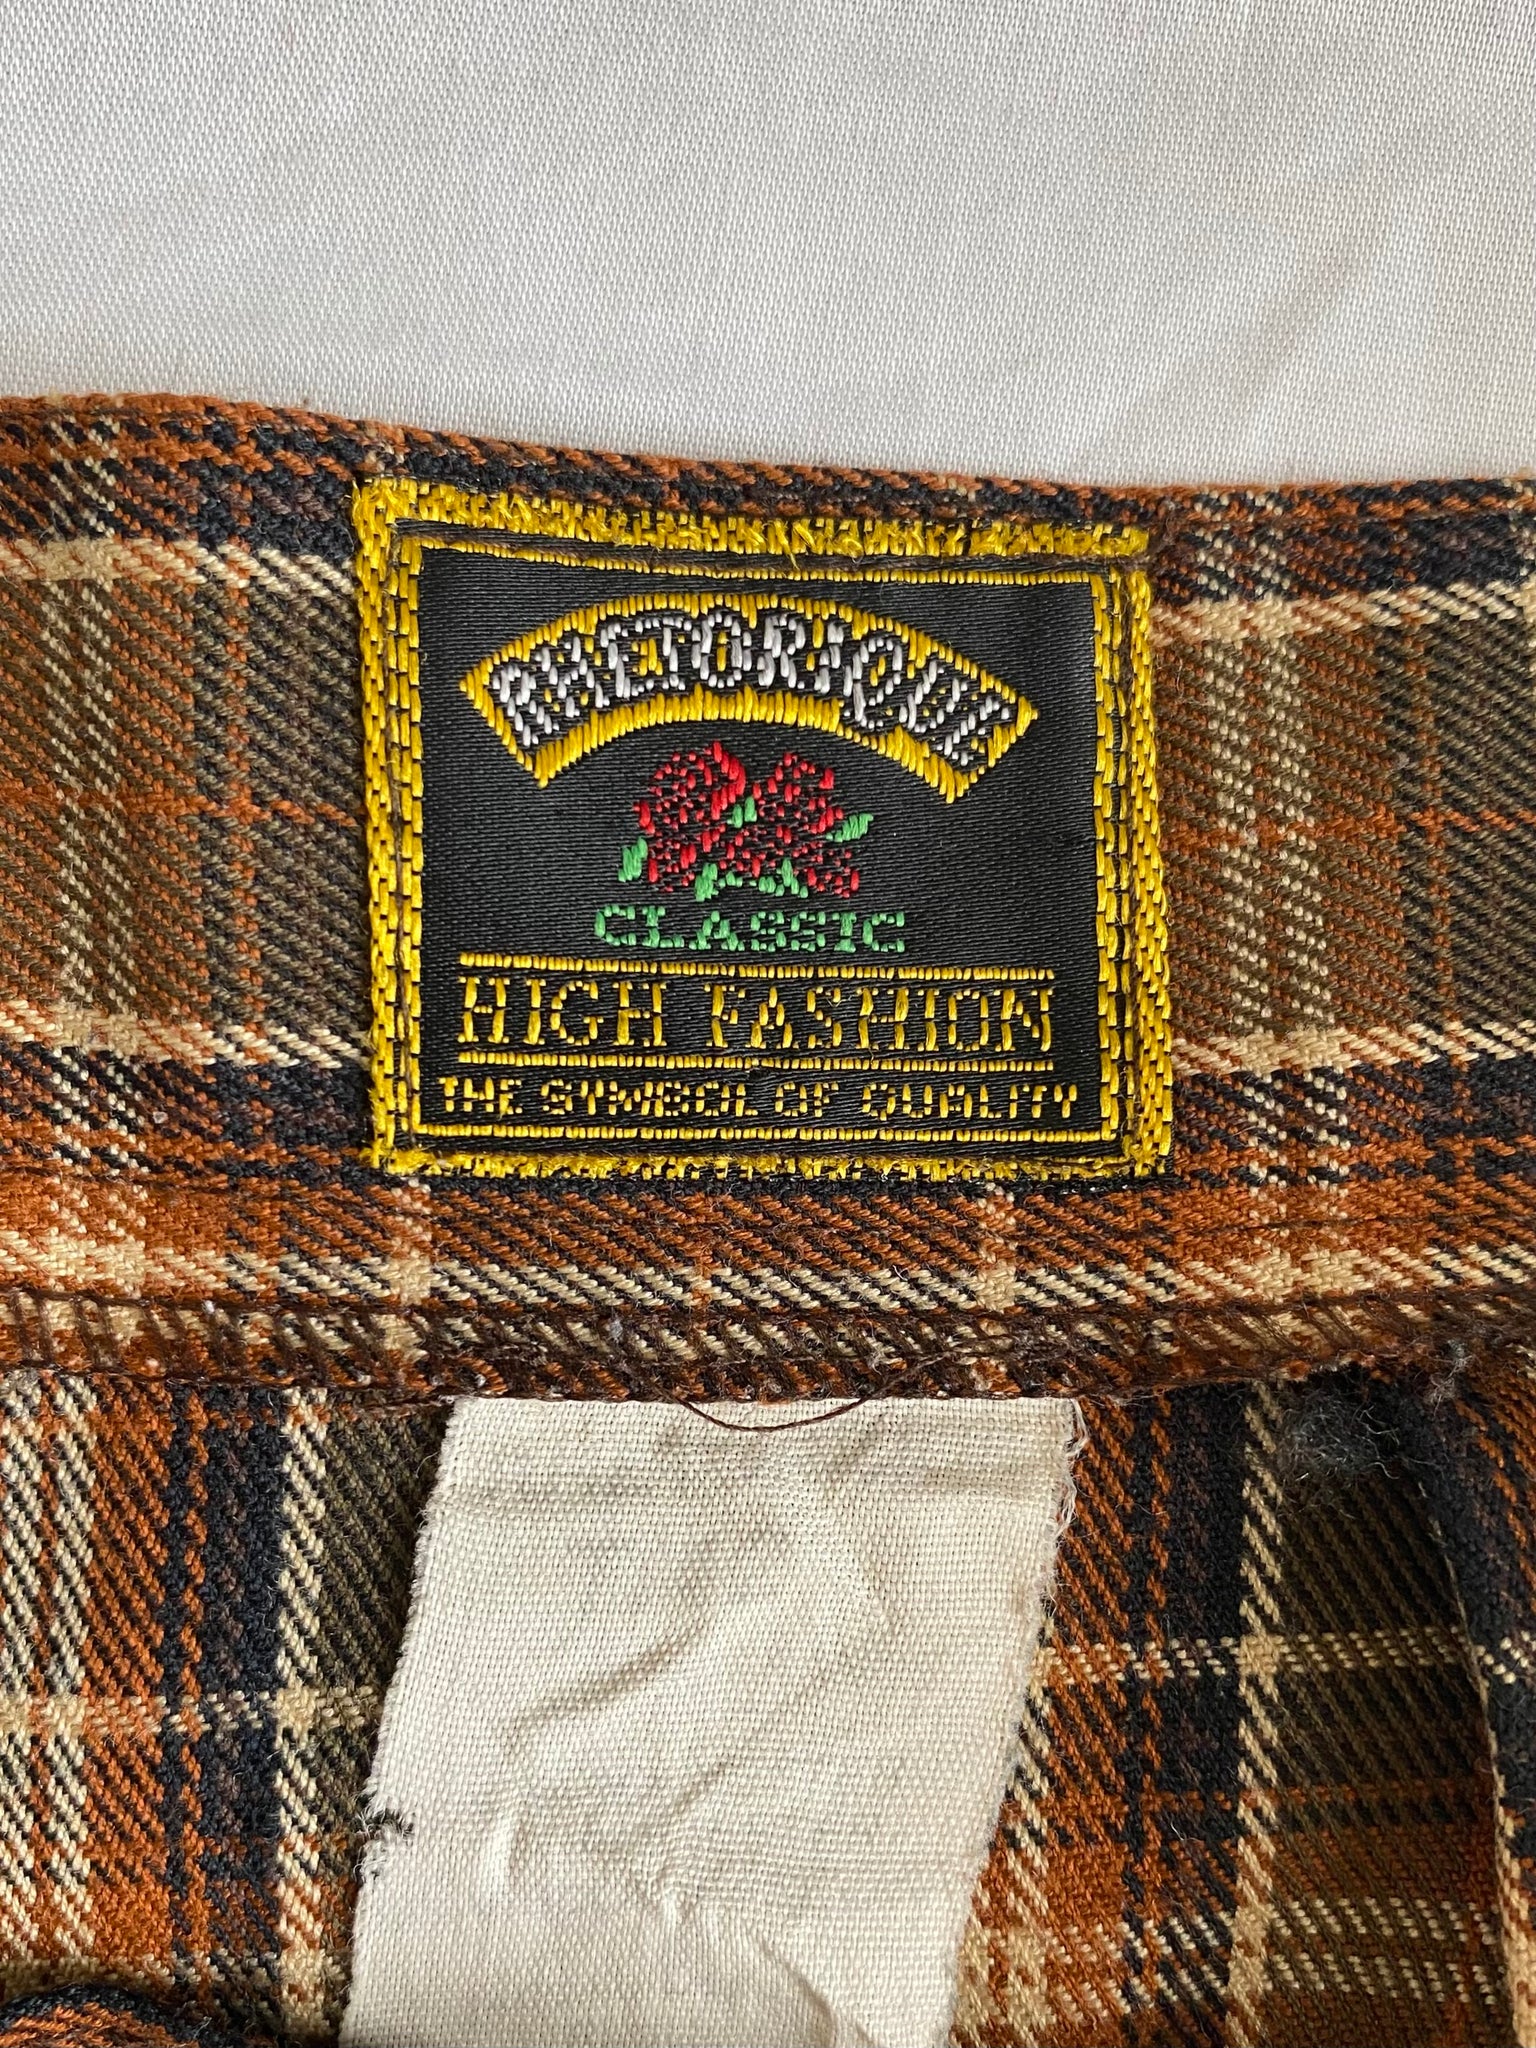 RHETORIQUE
CLASSIC
HIGH FASHION
THE SYMBOL OF QUALITY